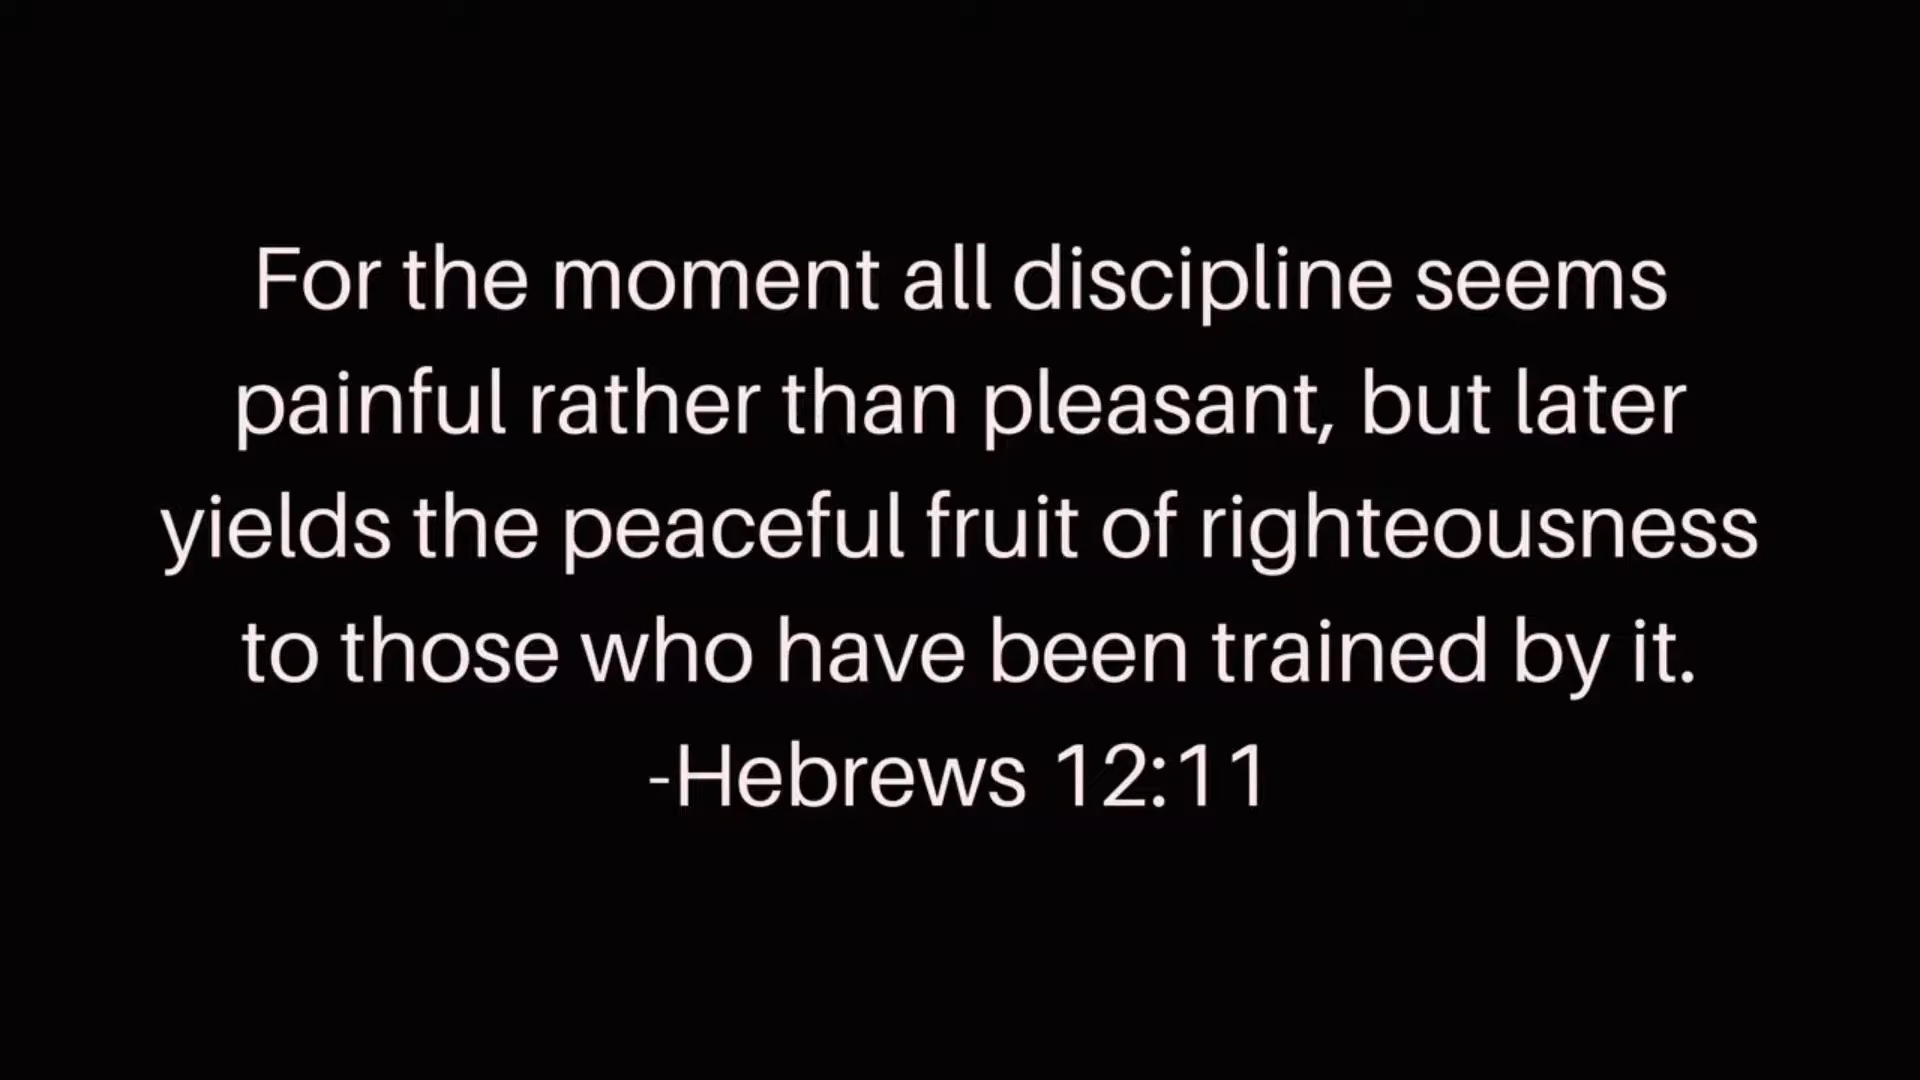 For the moment all discipline seems
painful rather than pleasant, but later
yields the peaceful fruit of righteousness
to those who have been trained by it.
-Hebrews 12:11